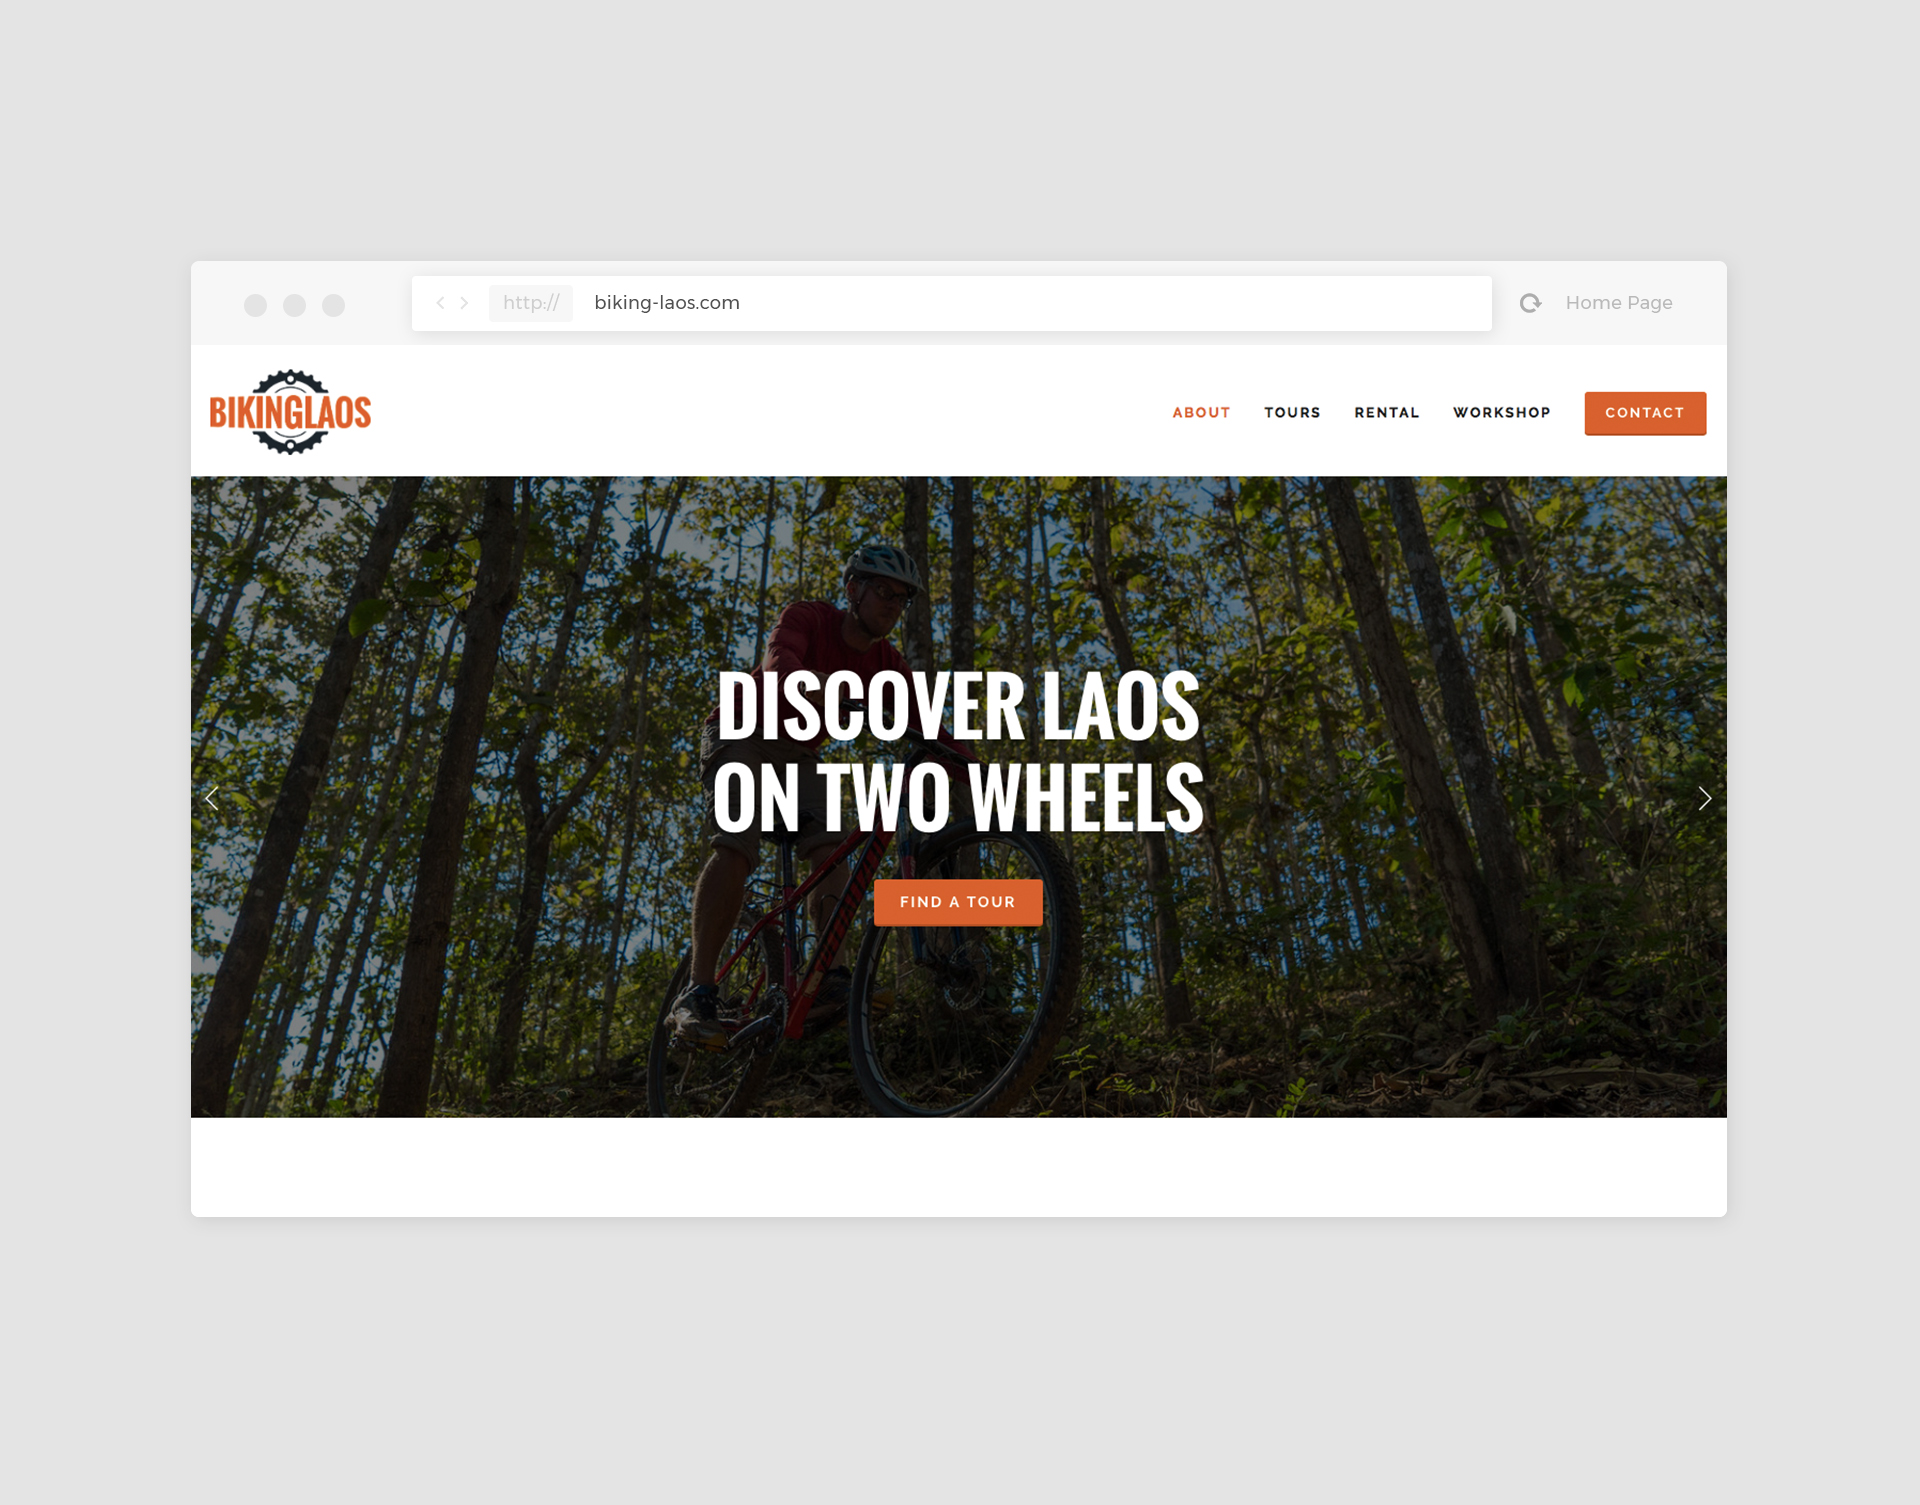 http:// biking-laos.com Home Page
BIKINGLAOS
ABOUT TOURS RENTAL WORKSHOP CONTACT
DISCOVER LAOS
ON TWO WHEELS
FIND A TOUR